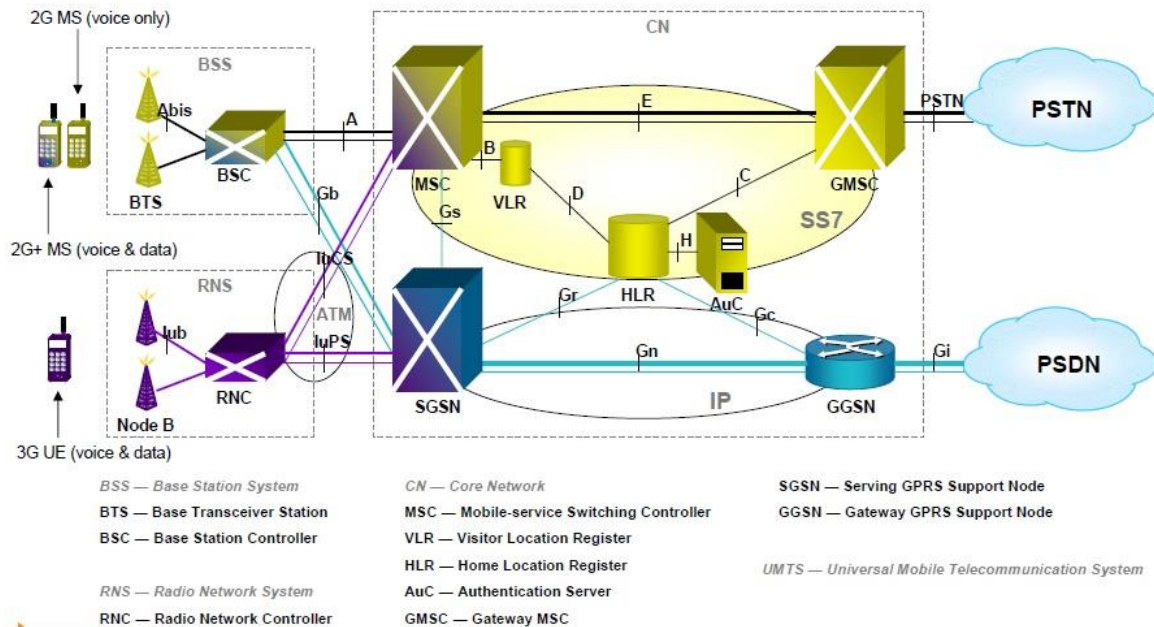 2G MS (voice only)
CN
BSS
Abis
BTS
BSC
A
E
PSTN
PSTN
MSC
B
VLR
D
C
GMSC
SS7
Gb
Gs
H
HLR
AuC
2G+ MS (voice & data)
IuCS
RNS
ATM
Iub
IuPS
Gr
Gc
Gn
Gi
PSDN
RNC
Node B
SGSN
IP
GGSN
3G UE (voice & data)
BSS — Base Station System
BTS — Base Transceiver Station
BSC — Base Station Controller
RNS — Radio Network System
RNC — Radio Network Controller
CN — Core Network
MSC — Mobile-service Switching Controller
VLR — Visitor Location Register
HLR — Home Location Register
AuC — Authentication Server
GMSC — Gateway MSC
SGSN — Serving GPRS Support Node
GGSN — Gateway GPRS Support Node
UMTS — Universal Mobile Telecommunication System